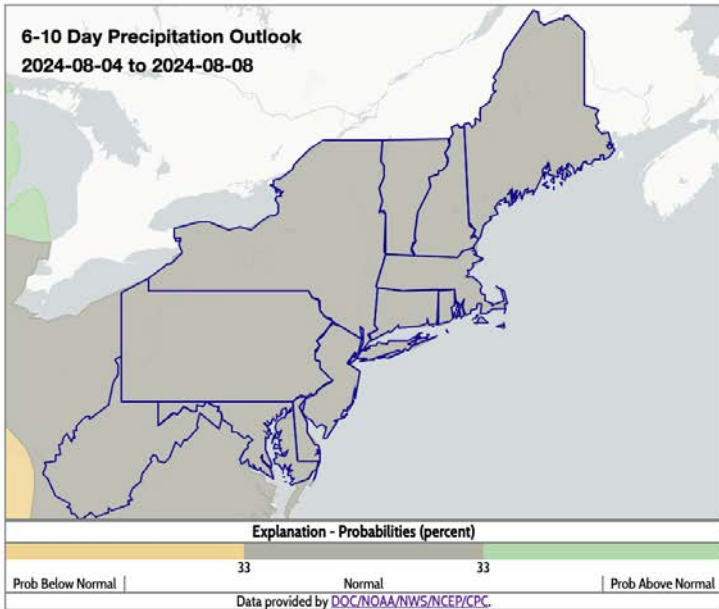 6-10 Day Precipitation Outlook
2024-08-04 to 2024-08-08
Explanation - Probabilities (percent)
33 33
Prob Below Normal Normal Prob Above Normal
Data provided by DOC/NOAA/NWS/NCEP/CPC.